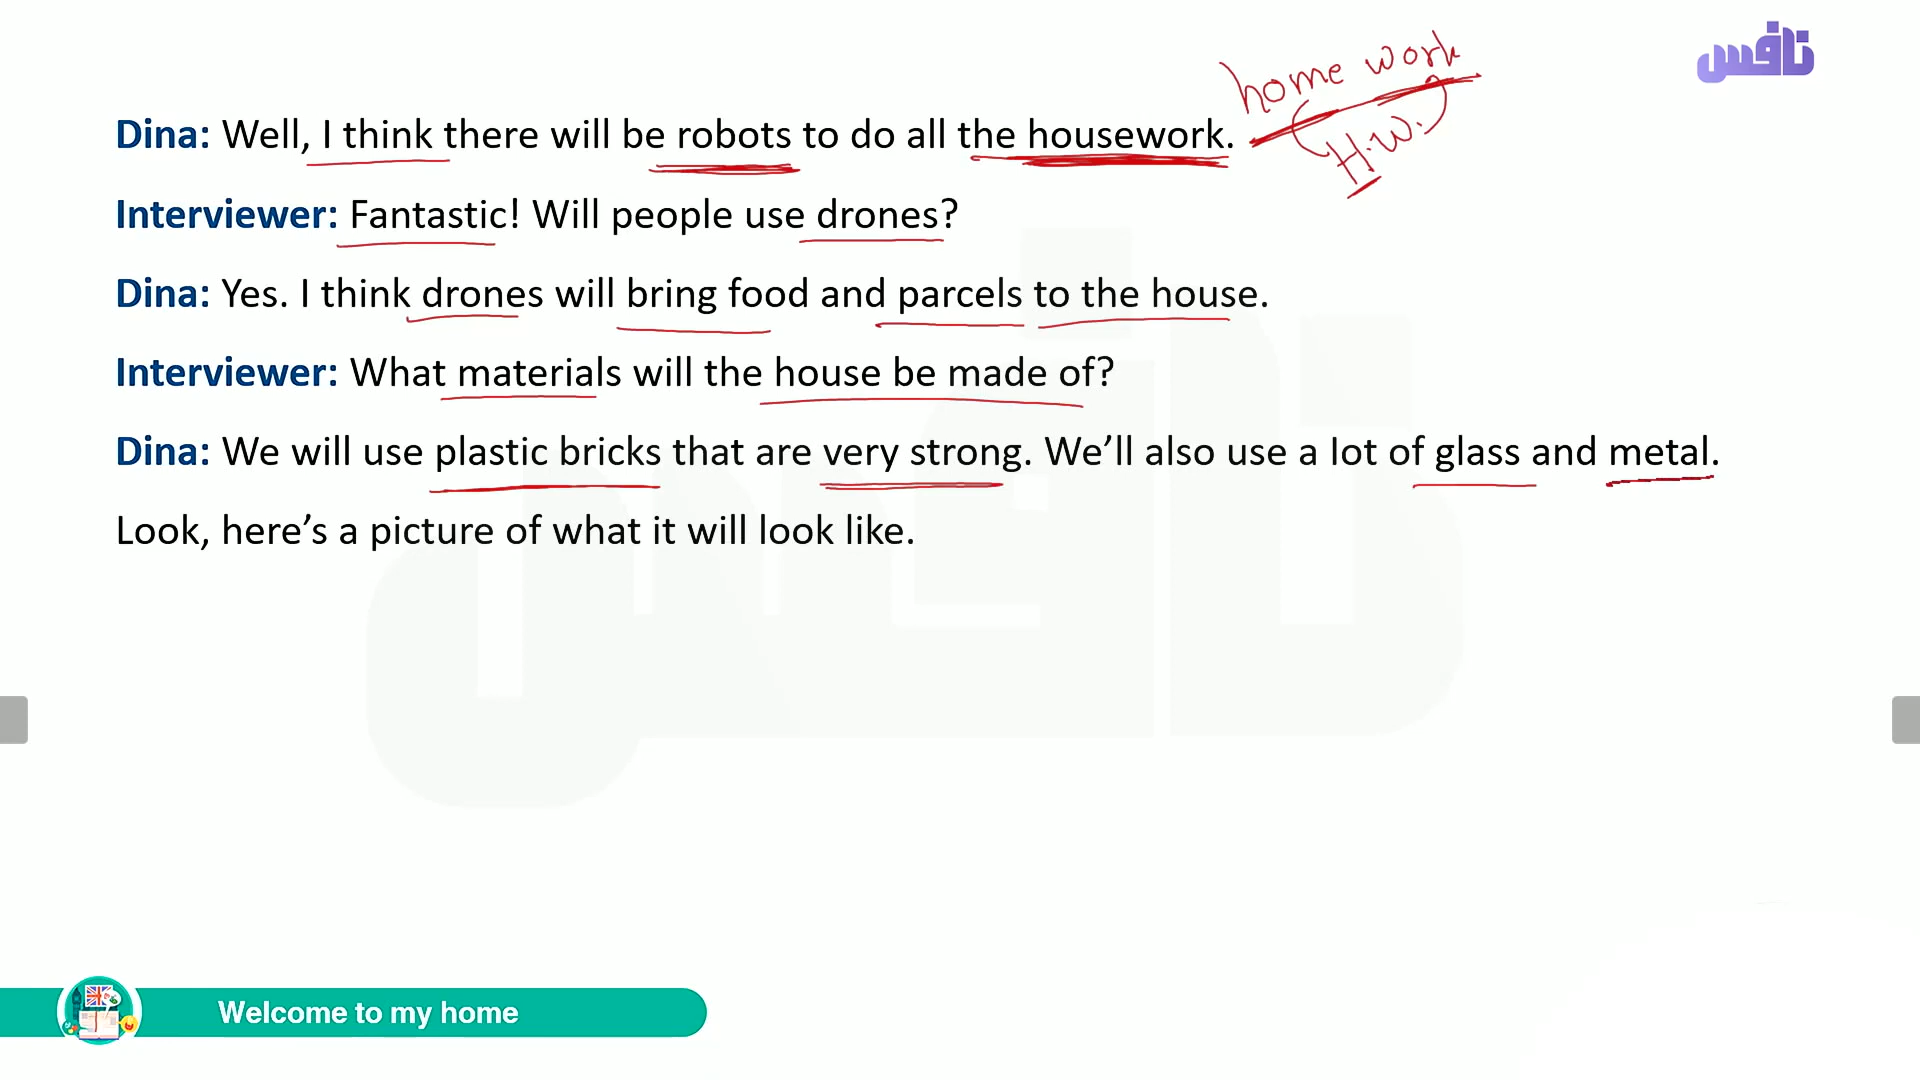 نافس
home work
H.W.
Dina: Well, I think there will be robots to do all the housework.
Interviewer: Fantastic! Will people use drones?
Dina: Yes. I think drones will bring food and parcels to the house.
Interviewer: What materials will the house be made of?
Dina: We will use plastic bricks that are very strong. We’ll also use a lot of glass and metal.
Look, here’s a picture of what it will look like.
Welcome to my home